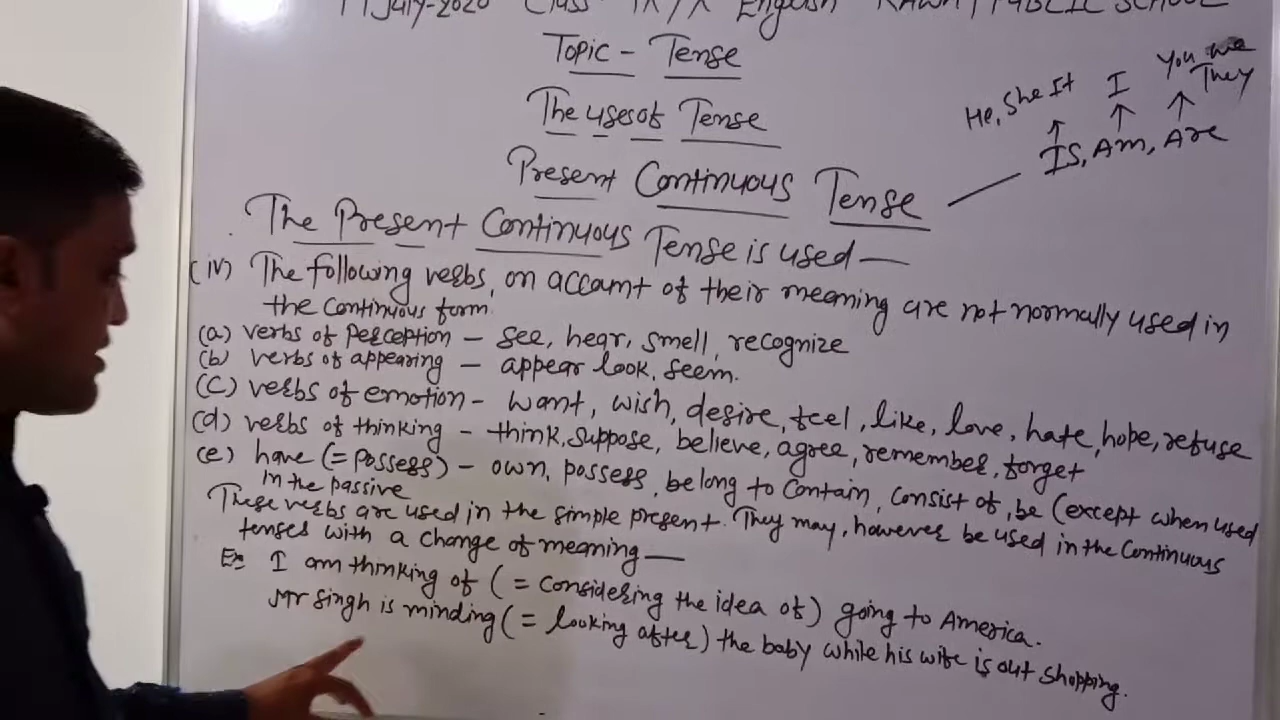 July-2020 Class IX/X English PUBLIC SCHOOL
Topic - Tense
The uses of Tense
Present Continuous Tense
He, She It I You We They
Is, Am, Are
The Present Continuous Tense is used —
(iv) The following verbs, on account of their meaning are not normally used in
the continuous form.
(a) verbs of perception - see, hear, smell, recognize
(b) verbs of appearing - appear look, seem.
(c) verbs of emotion - want, wish, desire, feel, like, love, hate, hope, refuse
(d) verbs of thinking - think, suppose, believe, agree, remember, forget
(e) have (= possess) - own, possess, belong to contain, consist of, be (except when used
in the passive
These verbs are used in the simple present. They may, however be used in the Continuous
tenses with a change of meaning —
Ex I am thinking of (= considering the idea of) going to America.
Mr Singh is minding (= looking after) the baby while his wife is out shopping.